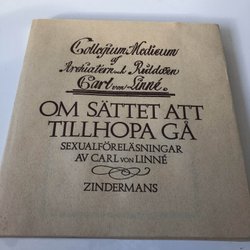 Collegium Medicum
af
Archiatern och Riddaren
Carl von Linné.
OM SÄTTET ATT
TILLHOPA GÅ
SEXUALFÖRELÄSNINGAR
AV CARL VON LINNÉ
ZINDERMANS